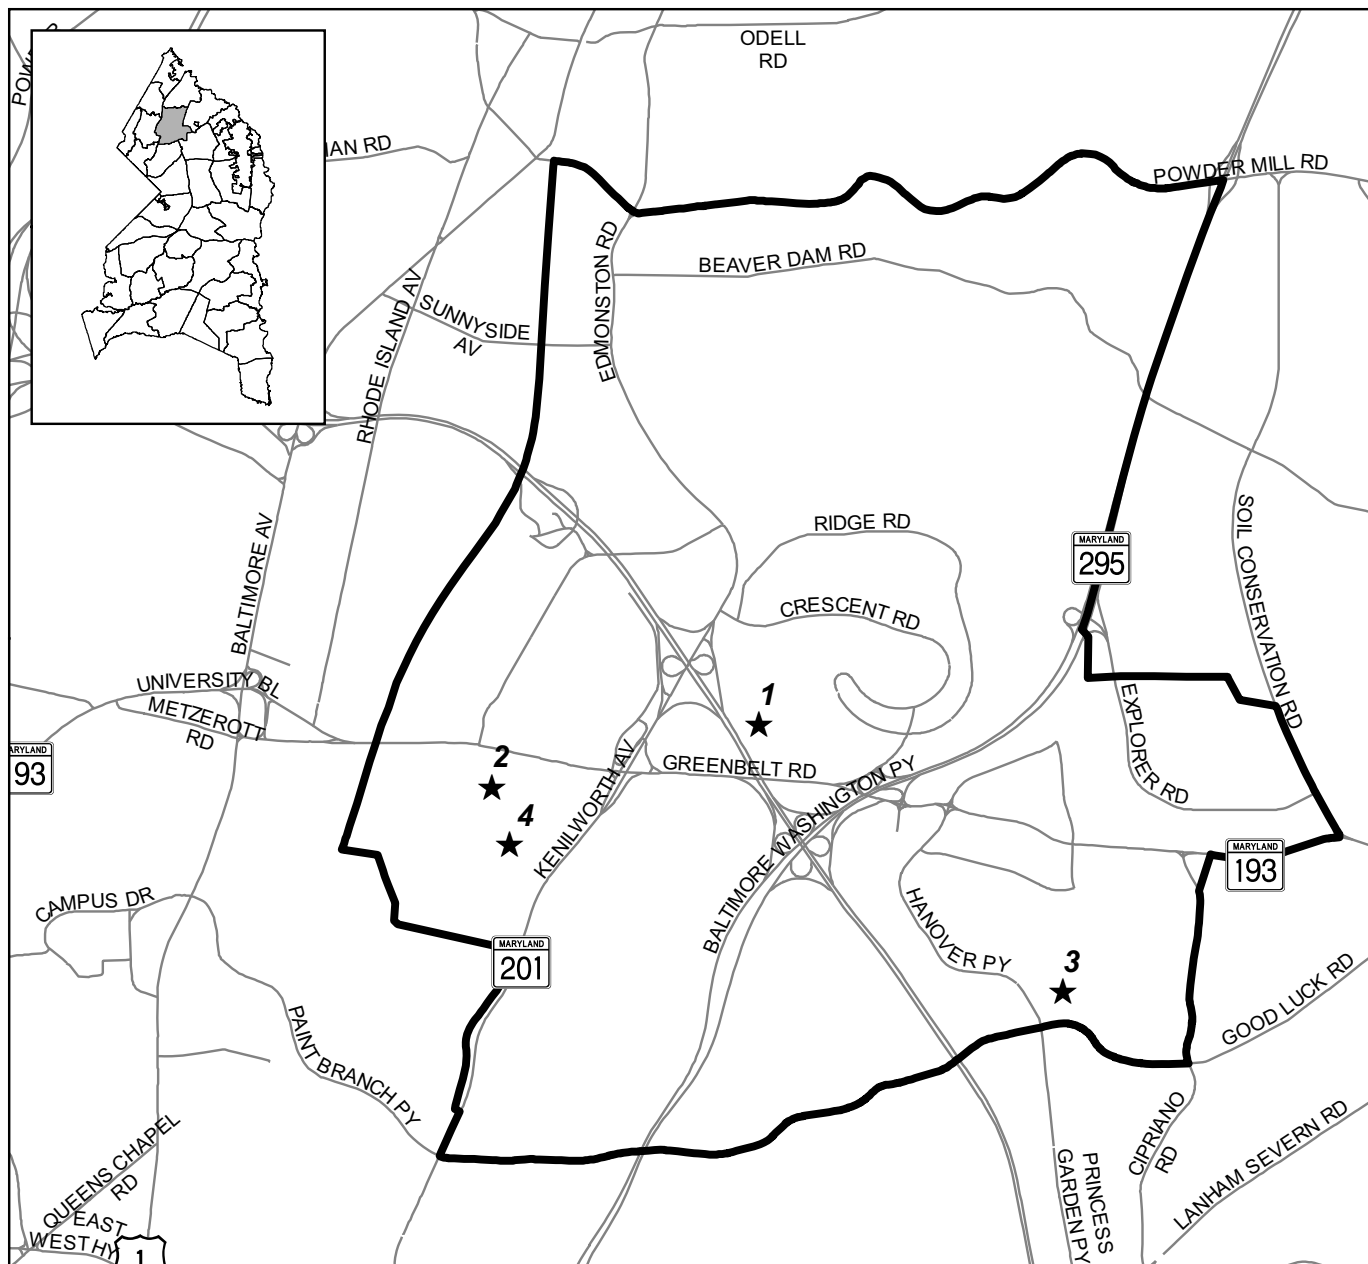 ODELL
RD
POWDER MILL RD
BEAVER DAM RD
EDMONSTON RD
SUNNYSIDE
AV
RHODE ISLAND AV
RIDGE RD
MARYLAND
295
SOIL CONSERVATION RD
BALTIMORE AV
CRESCENT RD
UNIVERSITY BL
METZEROTT
RD
1
EXPLORER RD
2
GREENBELT RD
KENILWORTH AV
BALTIMORE WASHINGTON PY
93
4
MARYLAND
193
CAMPUS DR
HANOVER PY
MARYLAND
201
3
GOOD LUCK RD
PAINT BRANCH PY
CIPRIANO
RD
LANHAM SEVERN RD
PRINCESS
GARDEN PY
QUEENS CHAPEL
RD
EAST
WEST HY
1